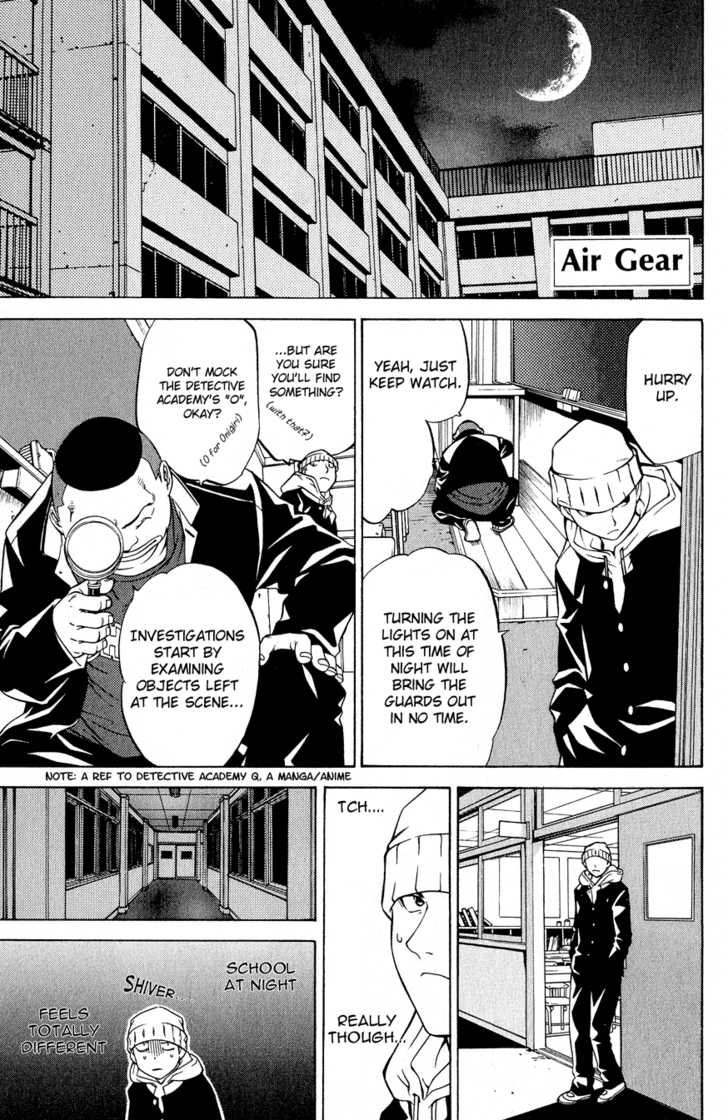 Air Gear
HURRY
UP.
YEAH, JUST
KEEP WATCH.
TURNING THE
LIGHTS ON AT
THIS TIME OF
NIGHT WILL
BRING THE
GUARDS OUT
IN NO TIME.
...BUT ARE
YOU SURE
YOU'LL FIND
SOMETHING?
(with that?)
DON'T MOCK
THE DETECTIVE
ACADEMY'S "O",
OKAY?
(O for Onigiri)
INVESTIGATIONS
START BY
EXAMINING
OBJECTS LEFT
AT THE SCENE...
NOTE: A REF TO DETECTIVE ACADEMY Q, A MANGA/ANIME
TCH....
REALLY
THOUGH...
SCHOOL
AT NIGHT
SHIVER...
FEELS
TOTALLY
DIFFERENT